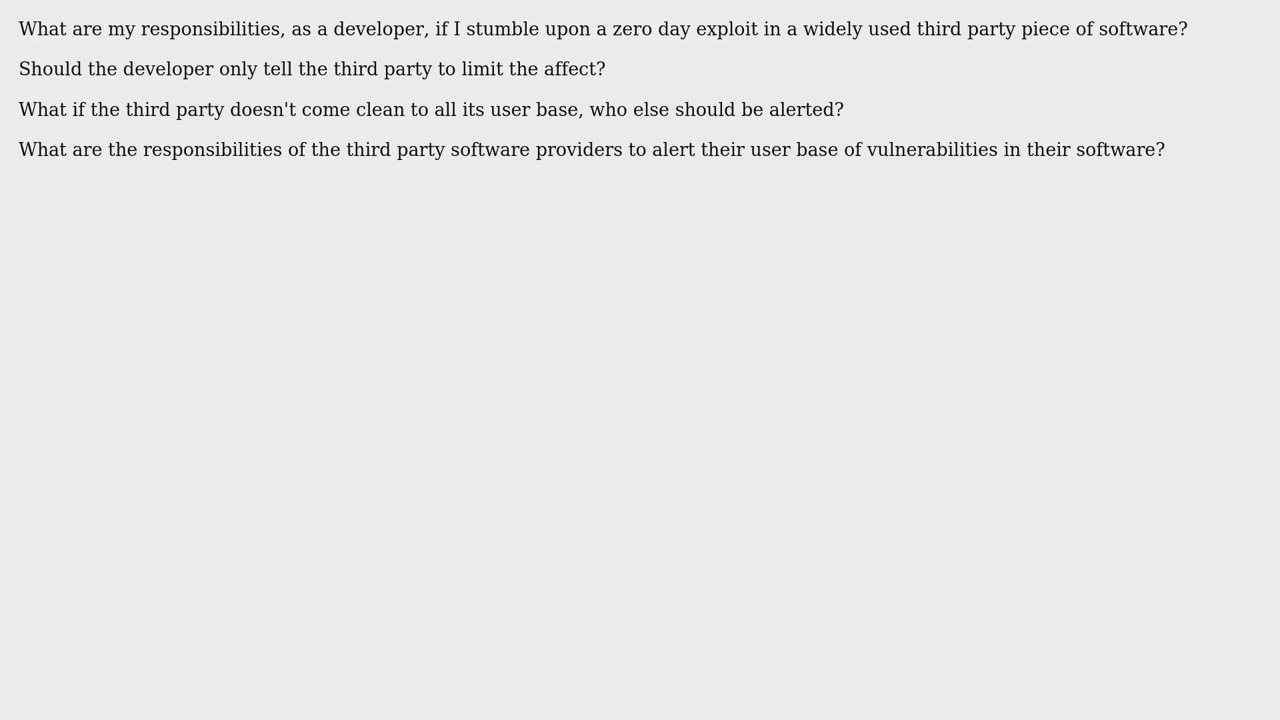 What are my responsibilities, as a developer, if I stumble upon a zero day exploit in a widely used third party piece of software?
Should the developer only tell the third party to limit the affect?
What if the third party doesn't come clean to all its user base, who else should be alerted?
What are the responsibilities of the third party software providers to alert their user base of vulnerabilities in their software?